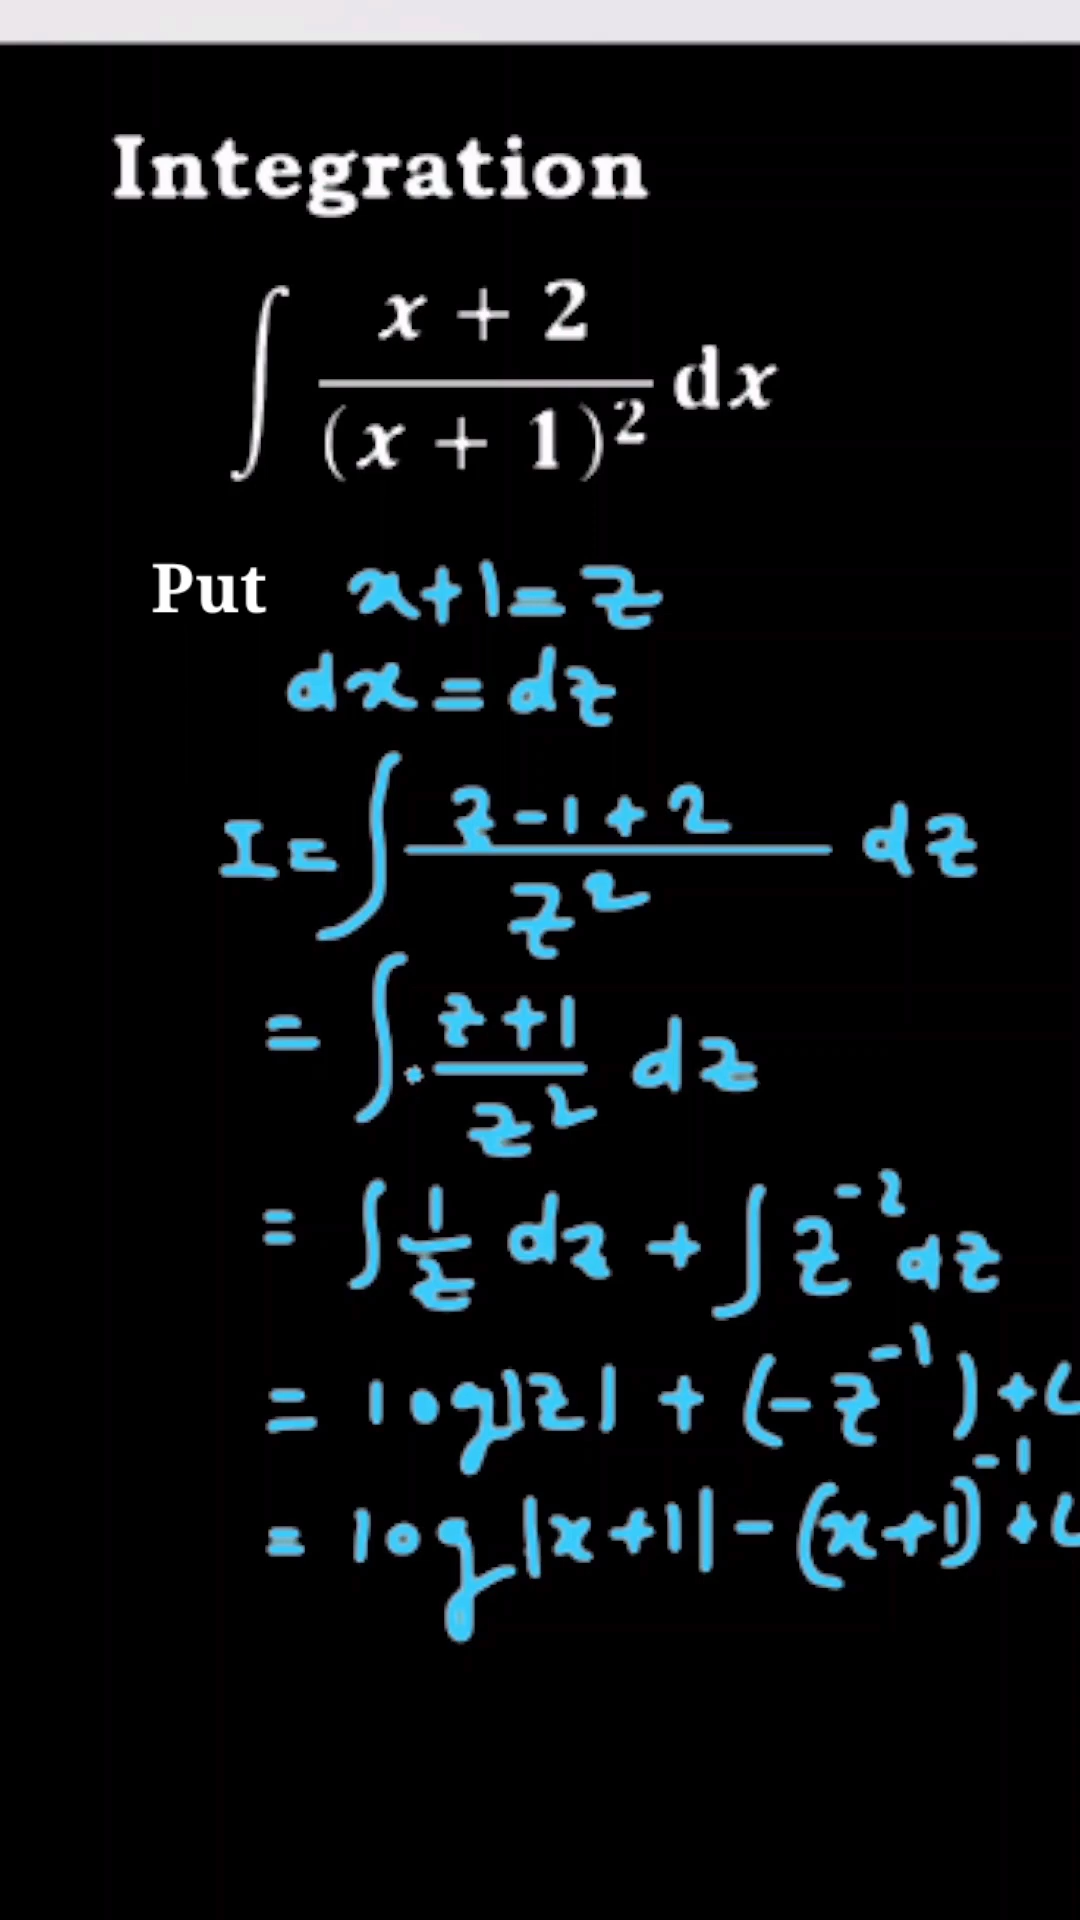 Integration
∫ (x + 2)/(x + 1)² dx
Put x+1=z
dx=dz
I=∫ (z-1+2)/z² dz
= ∫. (z+1)/z² dz
= ∫ 1/z dz + ∫ z⁻² dz
= log|z| + (-z⁻¹)+C
= log|x+1| - (x+1)⁻¹+C